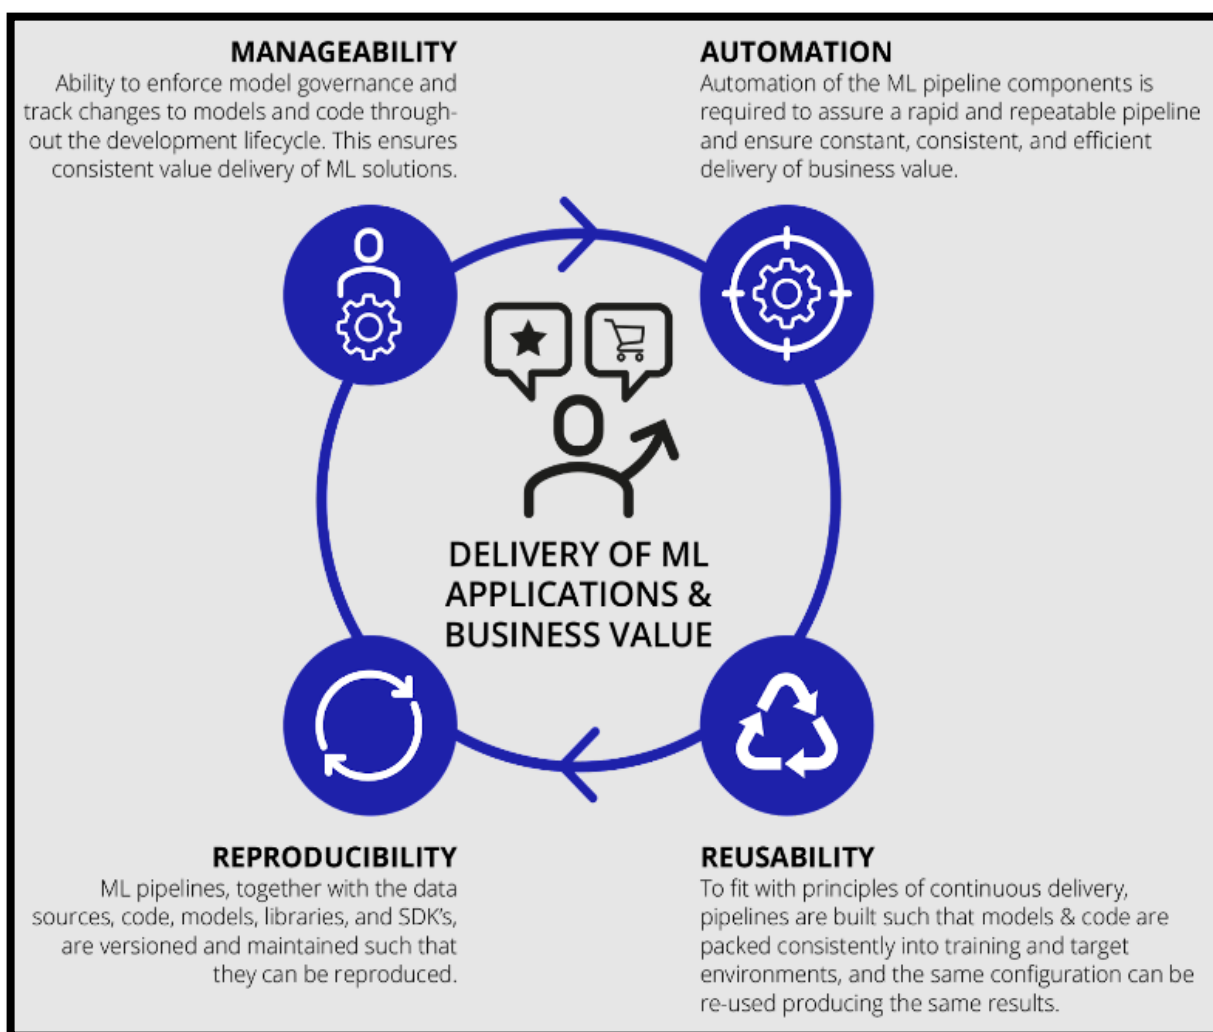 MANAGEABILITY
Ability to enforce model governance and
track changes to models and code through-
out the development lifecycle. This ensures
consistent value delivery of ML solutions.
AUTOMATION
Automation of the ML pipeline components is
required to assure a rapid and repeatable pipeline
and ensure constant, consistent, and efficient
delivery of business value.
DELIVERY OF ML
APPLICATIONS &
BUSINESS VALUE
REPRODUCIBILITY
ML pipelines, together with the data
sources, code, models, libraries, and SDK's,
are versioned and maintained such that
they can be reproduced.
REUSABILITY
To fit with principles of continuous delivery,
pipelines are built such that models & code are
packed consistently into training and target
environments, and the same configuration can be
re-used producing the same results.